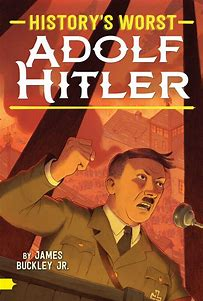 HISTORY'S WORST
ADOLF
HITLER
BY JAMES
BUCKLEY JR.